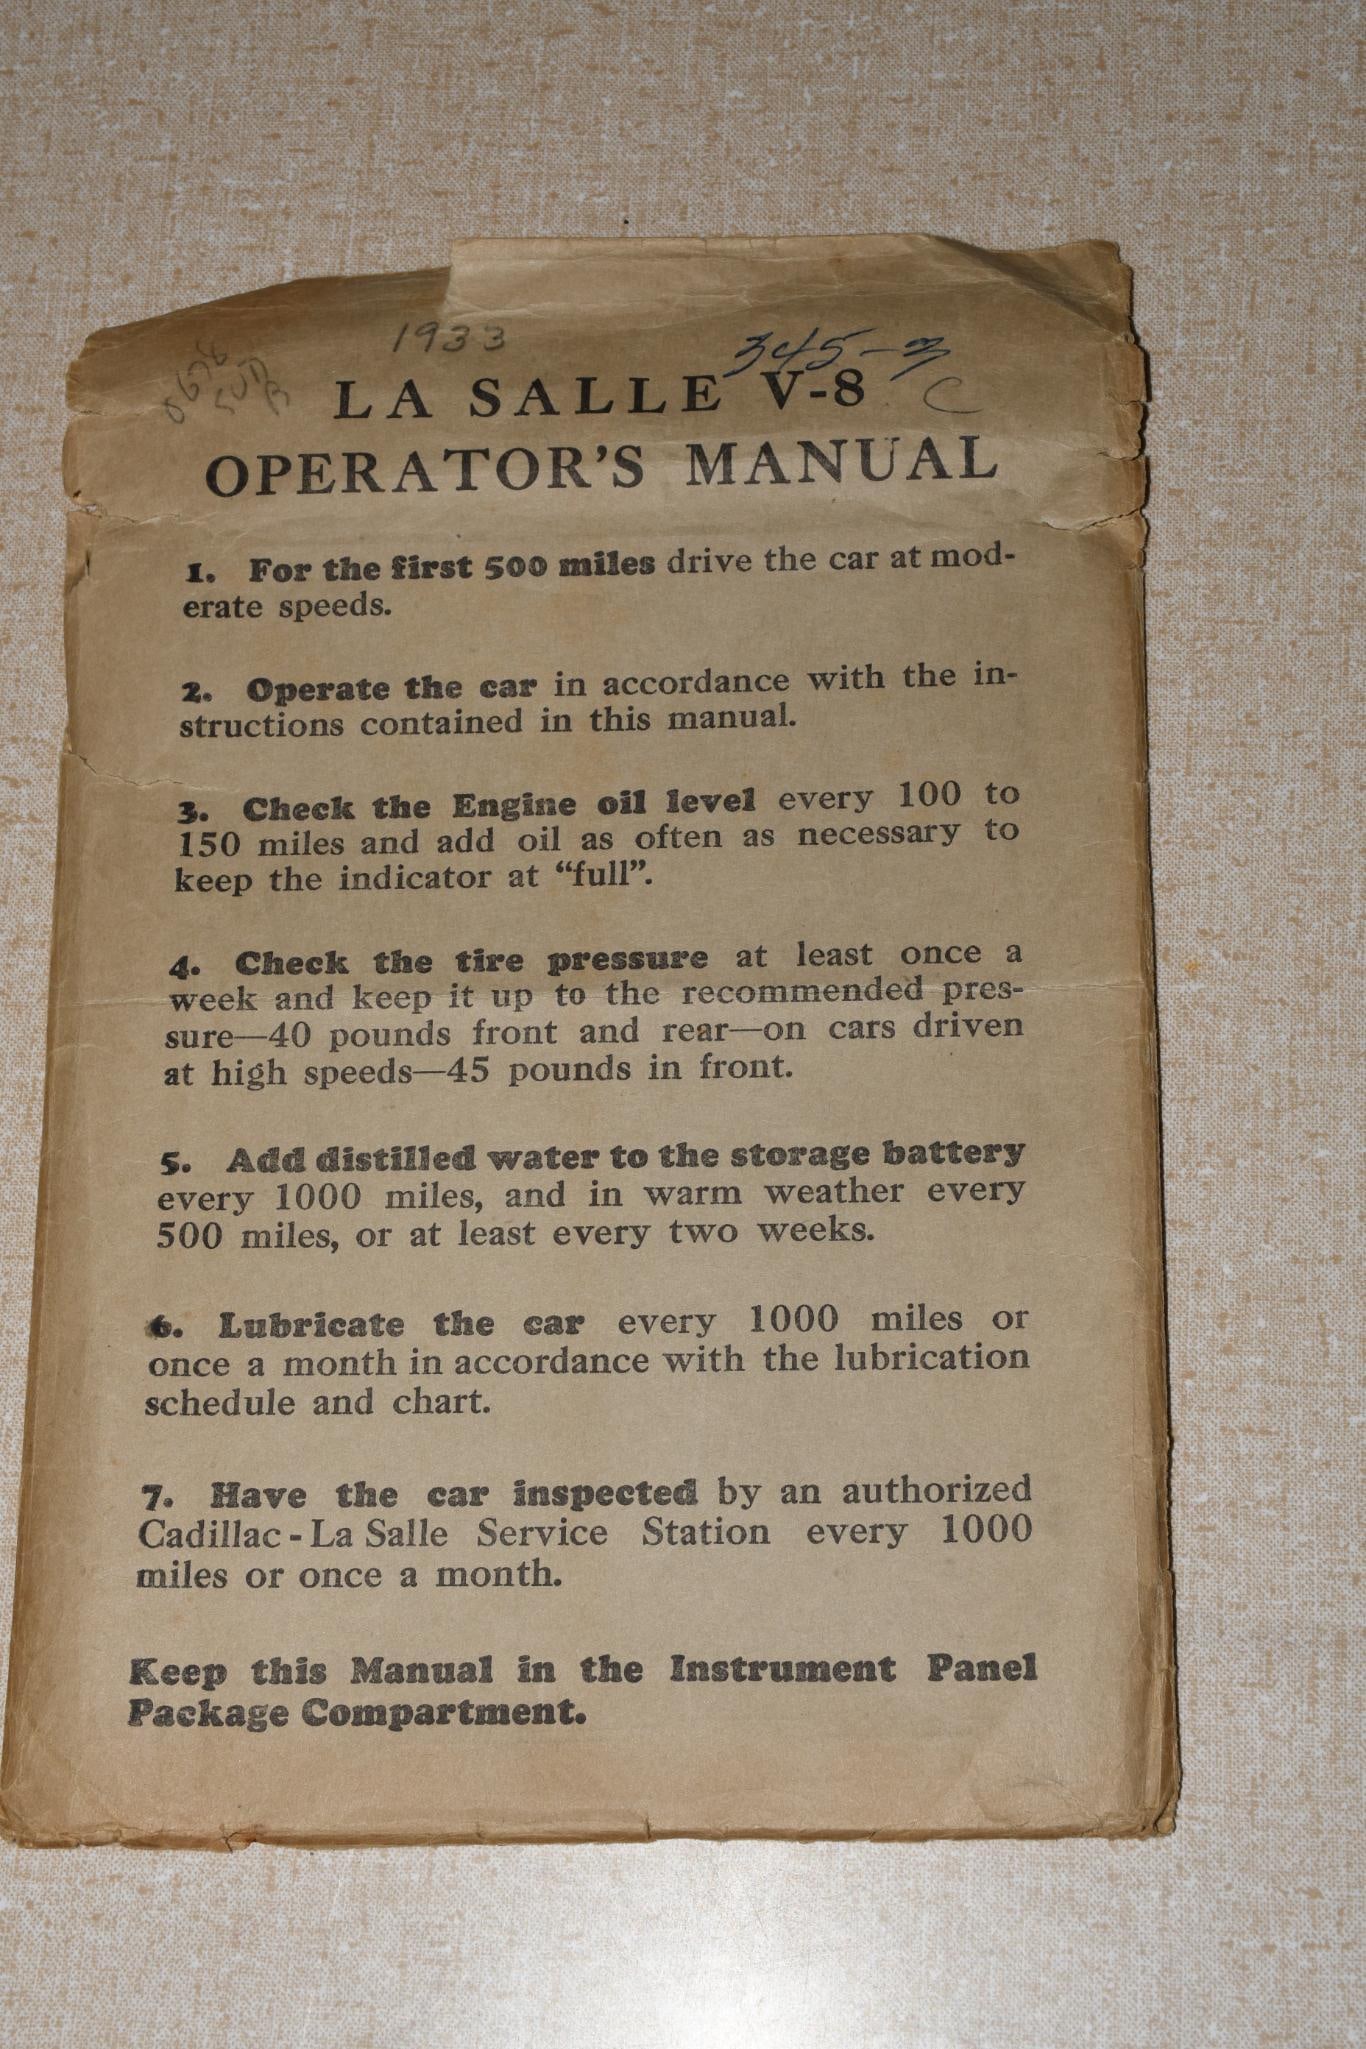 1933
345-3
C
LA SALLE V-8
OPERATOR'S MANUAL
1. For the first 500 miles drive the car at mod-
erate speeds.
2. Operate the car in accordance with the in-
structions contained in this manual.
3. Check the Engine oil level every 100 to
150 miles and add oil as often as necessary to
keep the indicator at “full”.
4. Check the tire pressure at least once a
week and keep it up to the recommended pres-
sure—40 pounds front and rear—on cars driven
at high speeds—45 pounds in front.
5. Add distilled water to the storage battery
every 1000 miles, and in warm weather every
500 miles, or at least every two weeks.
6. Lubricate the car every 1000 miles or
once a month in accordance with the lubrication
schedule and chart.
7. Have the car inspected by an authorized
Cadillac - La Salle Service Station every 1000
miles or once a month.
Keep this Manual in the Instrument Panel
Package Compartment.